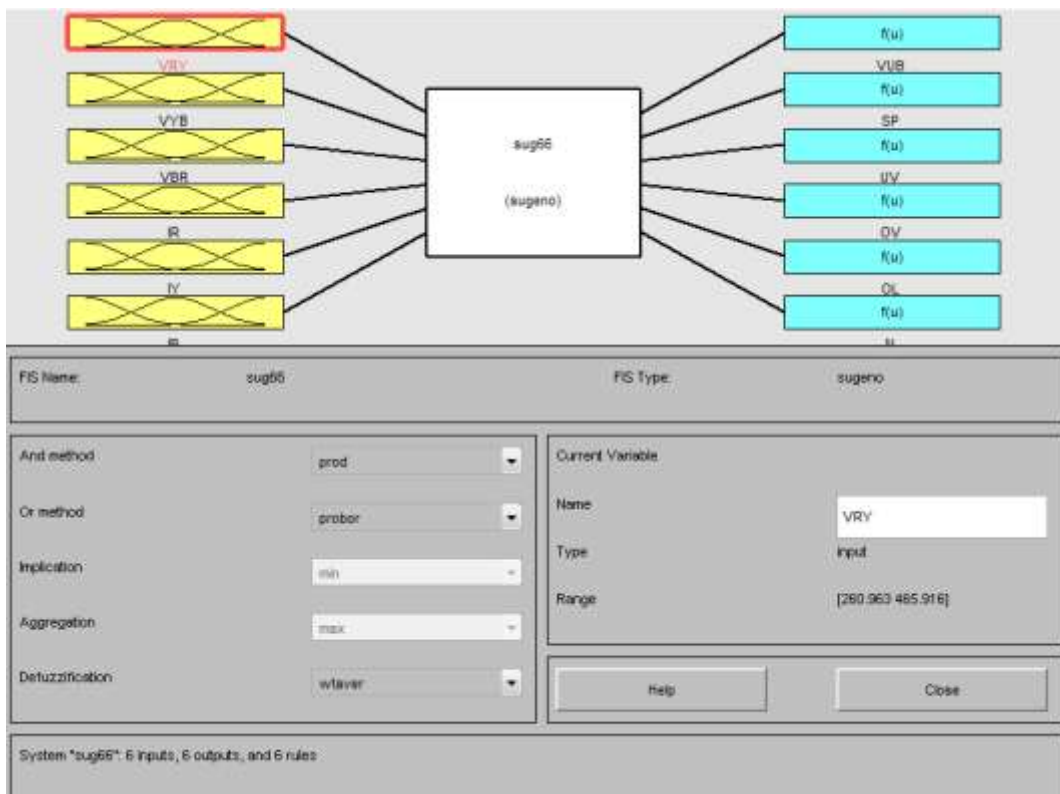 VRY
VYB
VBR
IR
IY
f(u)
VUB
f(u)
SP
f(u)
UV
f(u)
OV
f(u)
OL
f(u)
sug66
(sugeno)
FIS Name: sug66 FIS Type: sugeno
And method prod
Or method probor
Implication min
Aggregation max
Defuzzification wtaver
Current Variable
Name VRY
Type input
Range [260.963 465.916]
Help Close
System "sug66": 6 inputs, 6 outputs, and 6 rules